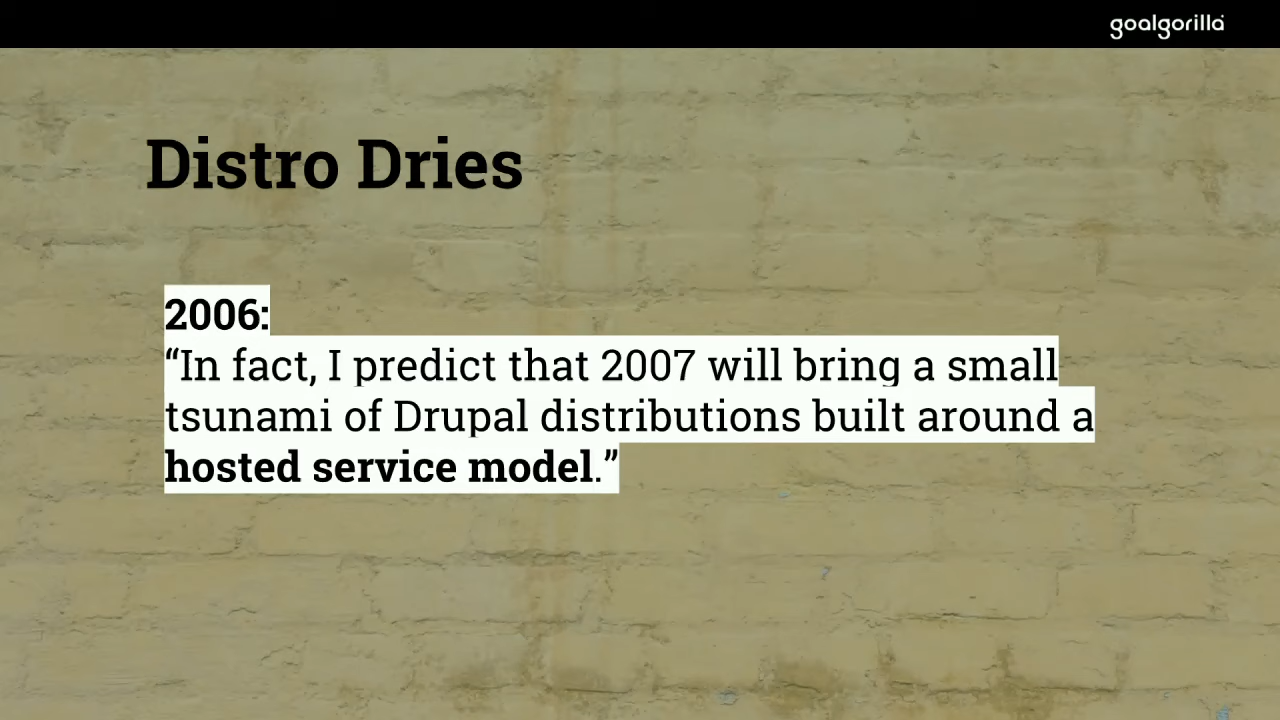 goalgorilla
Distro Dries
2006:
“In fact, I predict that 2007 will bring a small
tsunami of Drupal distributions built around a
hosted service model.”